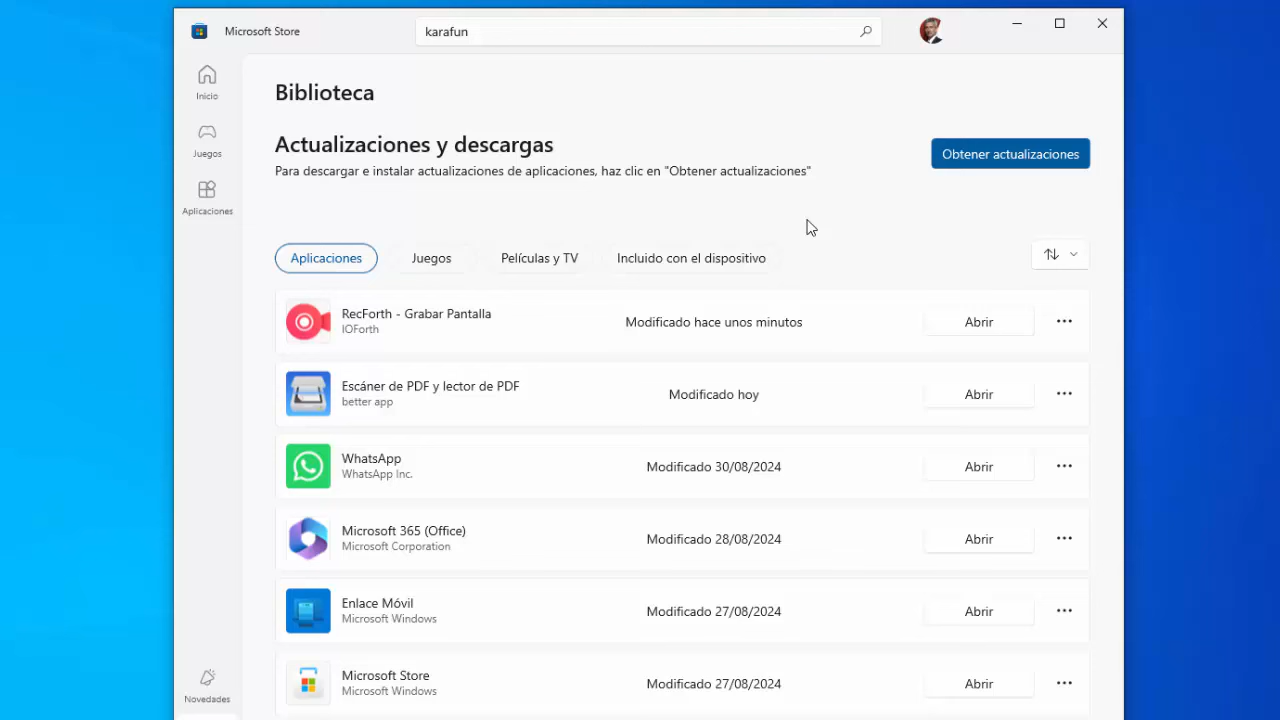 Microsoft Store
karafun
Inicio
Juegos
Aplicaciones
Novedades
Biblioteca
Actualizaciones y descargas
Para descargar e instalar actualizaciones de aplicaciones, haz clic en "Obtener actualizaciones"
Obtener actualizaciones
Aplicaciones
Juegos
Películas y TV
Incluido con el dispositivo
RecForth - Grabar Pantalla
IOForth
Modificado hace unos minutos
Abrir
Escáner de PDF y lector de PDF
better app
Modificado hoy
Abrir
WhatsApp
WhatsApp Inc.
Modificado 30/08/2024
Abrir
Microsoft 365 (Office)
Microsoft Corporation
Modificado 28/08/2024
Abrir
Enlace Móvil
Microsoft Windows
Modificado 27/08/2024
Abrir
Microsoft Store
Microsoft Windows
Modificado 27/08/2024
Abrir